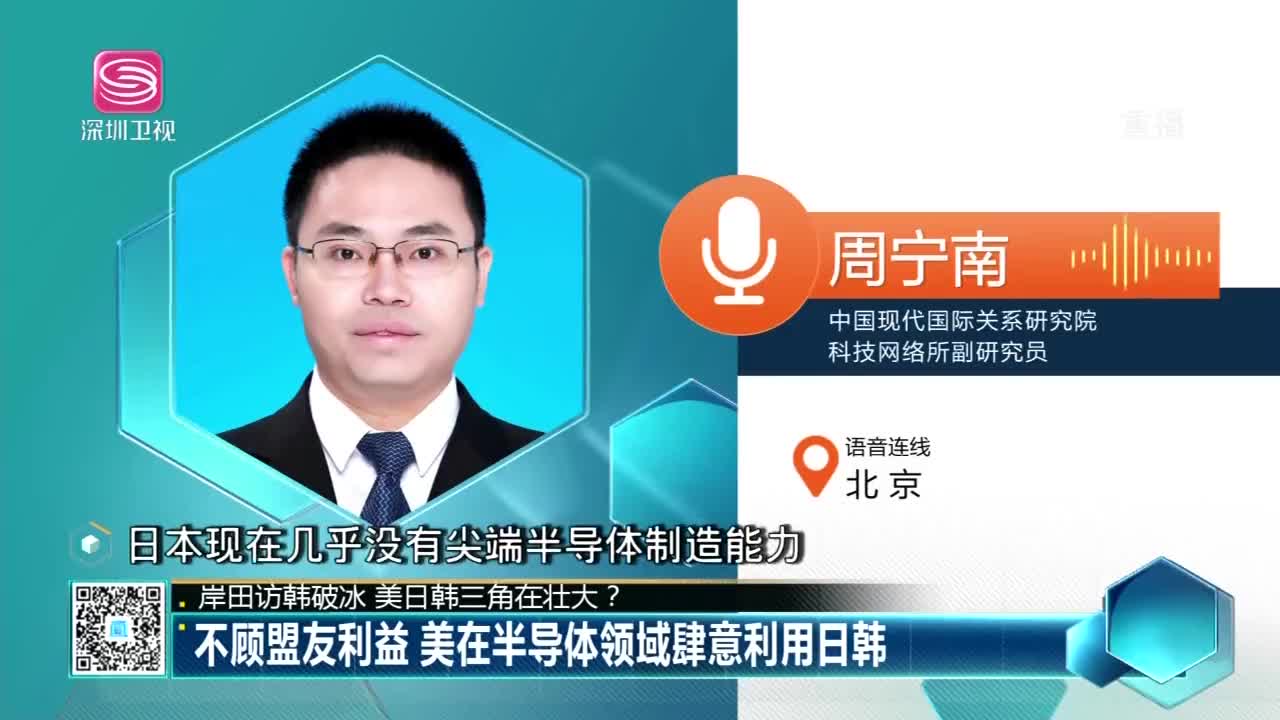 深圳卫视
重播
周宁南
中国现代国际关系研究院
科技网络所副研究员
语音连线
北京
日本现在几乎没有尖端半导体制造能力
岸田访韩破冰 美日韩三角在壮大？
不顾盟友利益 美在半导体领域肆意利用日韩